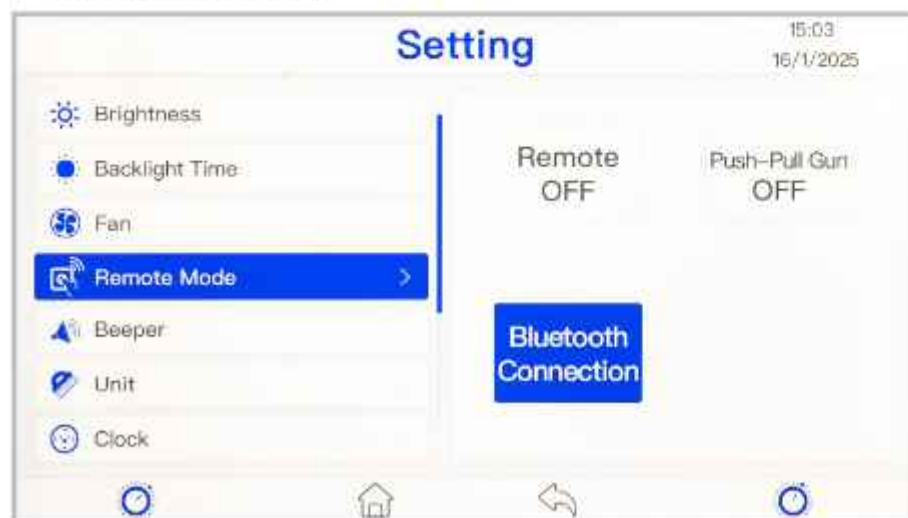 Setting
15:03
16/1/2025
Brightness
Backlight Time
Fan
Remote Mode
Beeper
Unit
Clock
Remote
OFF
Push-Pull Gun
OFF
Bluetooth
Connection